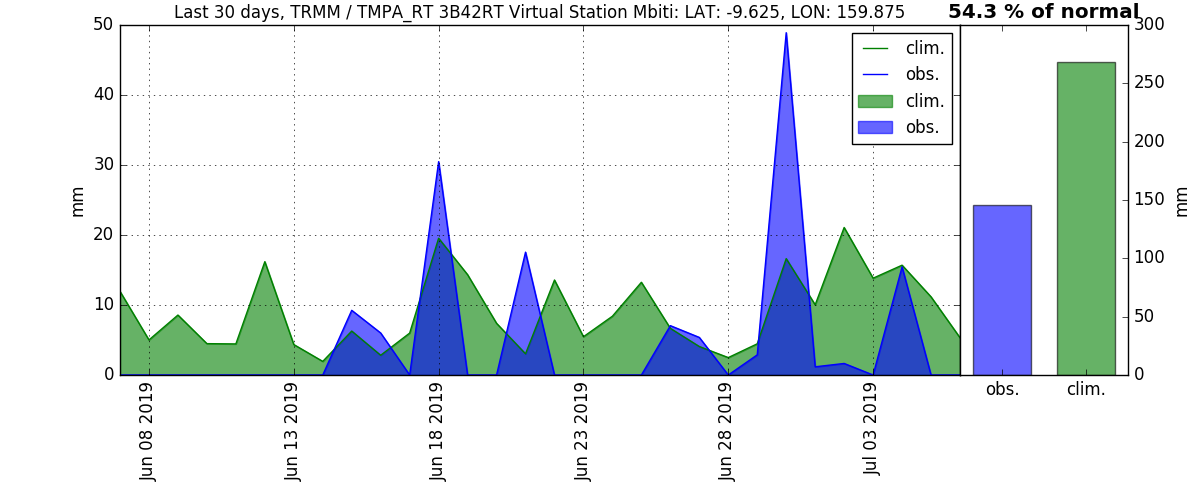 Last 30 days, TRMM / TMPA_RT 3B42RT Virtual Station Mbiti: LAT: -9.625, LON: 159.875
54.3 % of normal
50
40
30
20
10
0
mm
clim.
obs.
clim.
obs.
Jun 08 2019
Jun 13 2019
Jun 18 2019
Jun 23 2019
Jun 28 2019
Jul 03 2019
300
250
200
150
100
50
0
mm
obs.
clim.